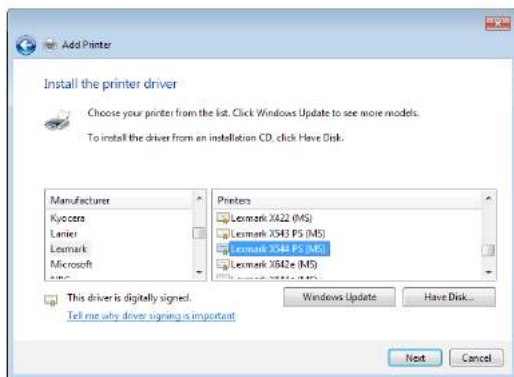 Add Printer
Install the printer driver
Choose your printer from the list. Click Windows Update to see more models.
To install the driver from an installation CD, click Have Disk.
Manufacturer
Kyocera
Lanier
Lexmark
Microsoft
Printers
Lexmark X422 (MS)
Lexmark X543 PS (MS)
Lexmark X544 PS (MS)
Lexmark X642e (MS)
This driver is digitally signed.
Tell me why driver signing is important
Windows Update
Have Disk...
Next
Cancel